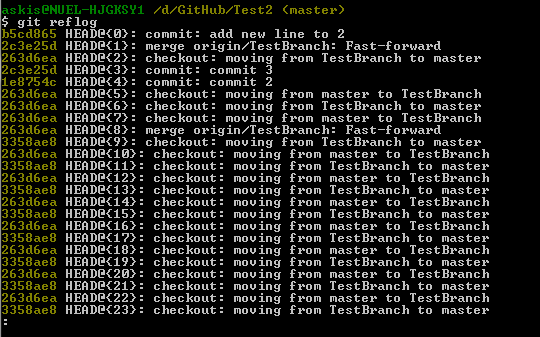 askis@NUEL-HJGKSY1 /d/GitHub/Test2 (master)
$ git reflog
b5cd865 HEAD@{0}: commit: add new line to 2
2c3e25d HEAD@{1}: merge origin/TestBranch: Fast-forward
263d6ea HEAD@{2}: checkout: moving from TestBranch to master
2c3e25d HEAD@{3}: commit: commit 3
1e8754c HEAD@{4}: commit: commit 2
263d6ea HEAD@{5}: checkout: moving from master to TestBranch
263d6ea HEAD@{6}: checkout: moving from TestBranch to master
263d6ea HEAD@{7}: checkout: moving from master to TestBranch
263d6ea HEAD@{8}: merge origin/TestBranch: Fast-forward
3358ae8 HEAD@{9}: checkout: moving from TestBranch to master
263d6ea HEAD@{10}: checkout: moving from master to TestBranch
3358ae8 HEAD@{11}: checkout: moving from TestBranch to master
263d6ea HEAD@{12}: checkout: moving from master to TestBranch
3358ae8 HEAD@{13}: checkout: moving from TestBranch to master
263d6ea HEAD@{14}: checkout: moving from master to TestBranch
3358ae8 HEAD@{15}: checkout: moving from TestBranch to master
263d6ea HEAD@{16}: checkout: moving from master to TestBranch
3358ae8 HEAD@{17}: checkout: moving from TestBranch to master
263d6ea HEAD@{18}: checkout: moving from master to TestBranch
3358ae8 HEAD@{19}: checkout: moving from TestBranch to master
263d6ea HEAD@{20}: checkout: moving from master to TestBranch
3358ae8 HEAD@{21}: checkout: moving from TestBranch to master
263d6ea HEAD@{22}: checkout: moving from master to TestBranch
3358ae8 HEAD@{23}: checkout: moving from TestBranch to master
: